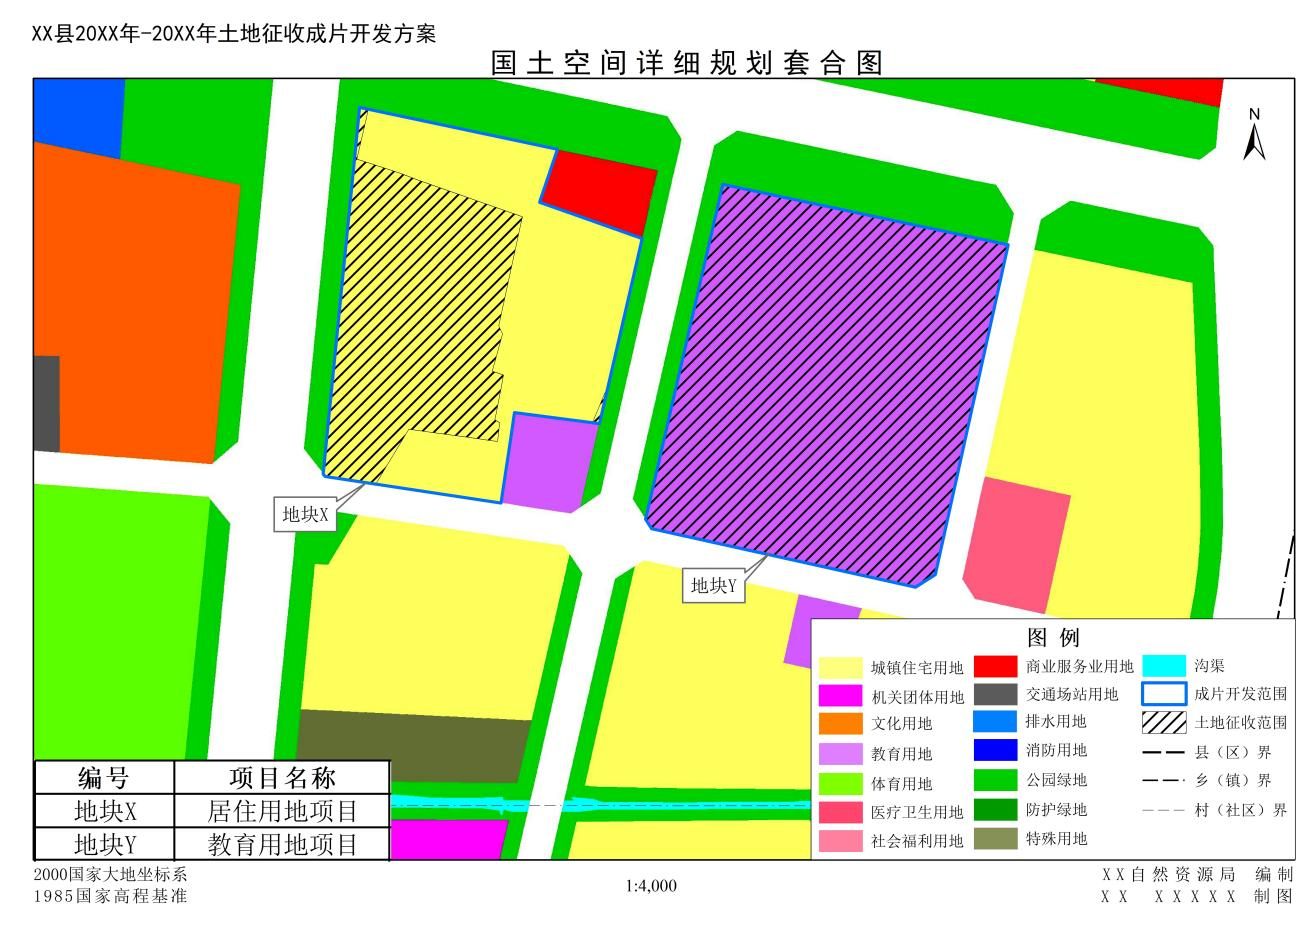 XX县20XX年-20XX年土地征收成片开发方案
国土空间详细规划套合图
N
地块X
地块Y
图 例
城镇住宅用地
机关团体用地
文化用地
教育用地
体育用地
医疗卫生用地
社会福利用地
商业服务业用地
交通场站用地
排水用地
消防用地
公园绿地
防护绿地
特殊用地
沟渠
成片开发范围
土地征收范围
县（区）界
乡（镇）界
村（社区）界
编号 项目名称
地块X 居住用地项目
地块Y 教育用地项目
2000国家大地坐标系
1985国家高程基准
1:4,000
XX自然资源局 编制
XX XXXXX 制图